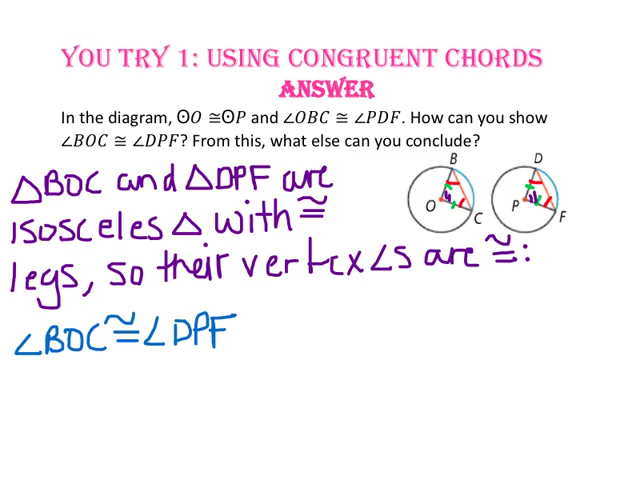 YOU TRY 1: USING CONGRUENT CHORDS
ANSWER
In the diagram, ʘO ≅ʘP and ∠OBC ≅ ∠PDF. How can you show
∠BOC ≅ ∠DPF? From this, what else can you conclude?
B
D
O
C
P
F
△BOC and △DPF are
isosceles △ with ≅
legs, so their vertex ∠s are ≅:
∠BOC ≅ ∠DPF